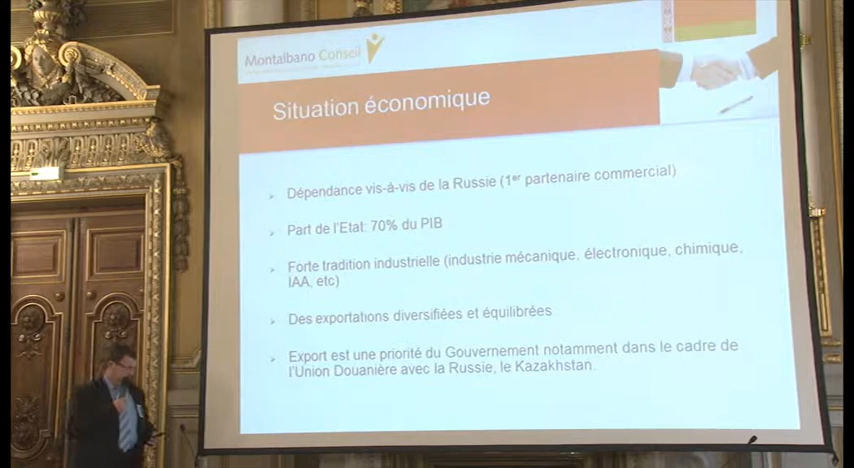 Montalbano Conseil
Situation économique
Dépendance vis-à-vis de la Russie (1er partenaire commercial)
Part de l'Etat: 70% du PIB
Forte tradition industrielle (industrie mécanique, électronique, chimique,
IAA, etc)
Des exportations diversifiées et équilibrées
Export est une priorité du Gouvernement notamment dans le cadre de
l'Union Douanière avec la Russie, le Kazakhstan.